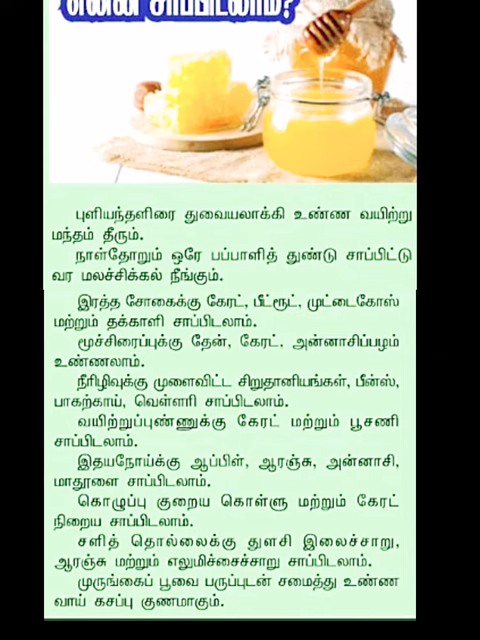 என்ன சாப்பிடலாம்?
புளியந்தளிரை துவையலாக்கி உண்ண வயிற்று
மந்தம் தீரும்.
நாள்தோறும் ஒரே பப்பாளித் துண்டு சாப்பிட்டு
வர மலச்சிக்கல் நீங்கும்.
இரத்த சோகைக்கு கேரட், பீட்ரூட், முட்டைகோஸ்
மற்றும் தக்காளி சாப்பிடலாம்.
மூச்சிரைப்புக்கு தேன், கேரட், அன்னாசிப்பழம்
உண்ணலாம்.
நீரிழிவுக்கு முளைவிட்ட சிறுதானியங்கள், பீன்ஸ்,
பாகற்காய், வெள்ளரி சாப்பிடலாம்.
வயிற்றுப்புண்ணுக்கு கேரட் மற்றும் பூசணி
சாப்பிடலாம்.
இதயநோய்க்கு ஆப்பிள், ஆரஞ்சு, அன்னாசி,
மாதூளை சாப்பிடலாம்.
கொழுப்பு குறைய கொள்ளு மற்றும் கேரட்
நிறைய சாப்பிடலாம்.
சளித் தொல்லைக்கு துளசி இலைச்சாறு,
ஆரஞ்சு மற்றும் எலுமிச்சைச்சாறு சாப்பிடலாம்.
முருங்கைப் பூவை பருப்புடன் சமைத்து உண்ண
வாய் கசப்பு குணமாகும்.